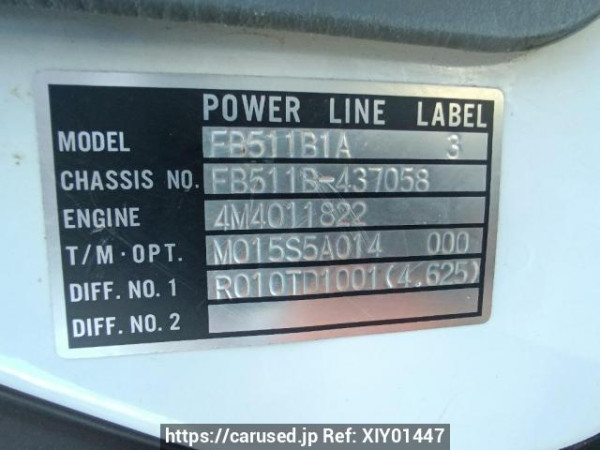 POWER LINE LABEL
MODEL FB511B1A 3
CHASSIS NO. FB511B-437058
ENGINE 4M4011822
T/M·OPT. M015S5A014 000
DIFF. NO. 1 R010TD1001(4.625)
DIFF. NO. 2
https://carused.jp Ref: XIY01447